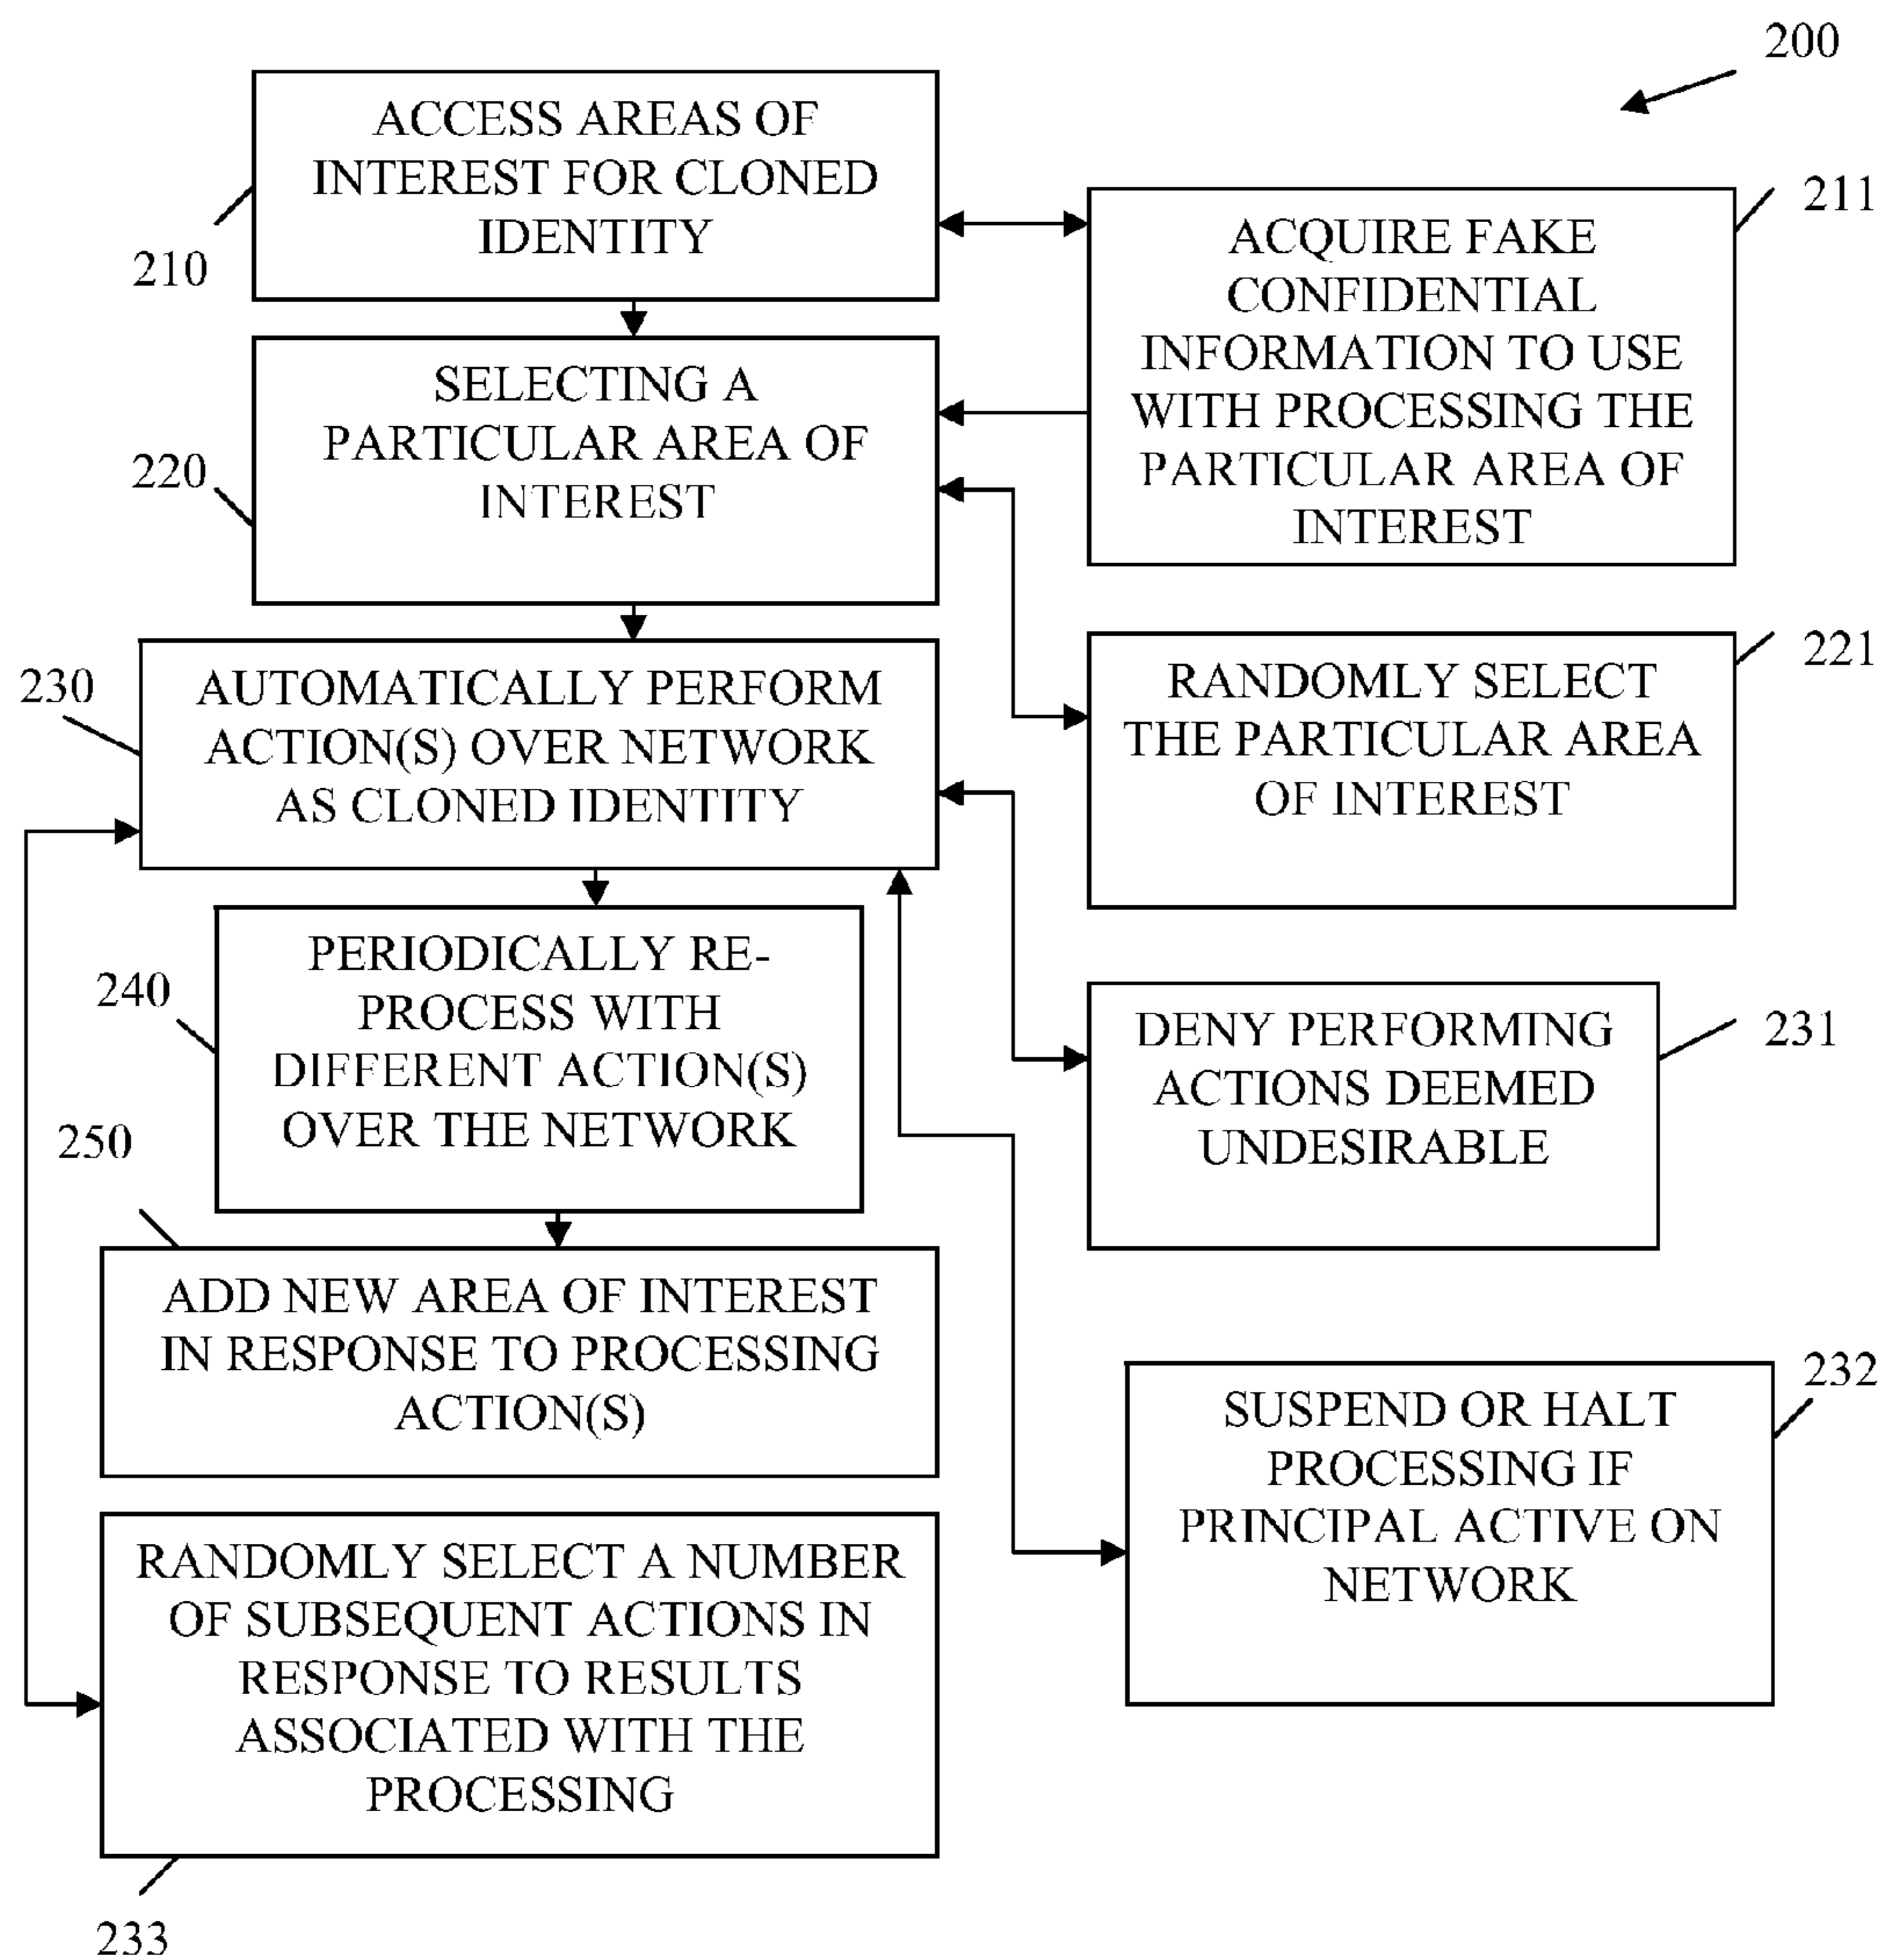 200
ACCESS AREAS OF
INTEREST FOR CLONED
IDENTITY
210
211
ACQUIRE FAKE
CONFIDENTIAL
INFORMATION TO USE
WITH PROCESSING THE
PARTICULAR AREA OF
INTEREST
SELECTING A
PARTICULAR AREA OF
INTEREST
220
221
RANDOMLY SELECT
THE PARTICULAR AREA
OF INTEREST
230
AUTOMATICALLY PERFORM
ACTION(S) OVER NETWORK
AS CLONED IDENTITY
240
PERIODICALLY RE-
PROCESS WITH
DIFFERENT ACTION(S)
OVER THE NETWORK
231
DENY PERFORMING
ACTIONS DEEMED
UNDESIRABLE
250
ADD NEW AREA OF INTEREST
IN RESPONSE TO PROCESSING
ACTION(S)
232
SUSPEND OR HALT
PROCESSING IF
PRINCIPAL ACTIVE ON
NETWORK
RANDOMLY SELECT A NUMBER
OF SUBSEQUENT ACTIONS IN
RESPONSE TO RESULTS
ASSOCIATED WITH THE
PROCESSING
233